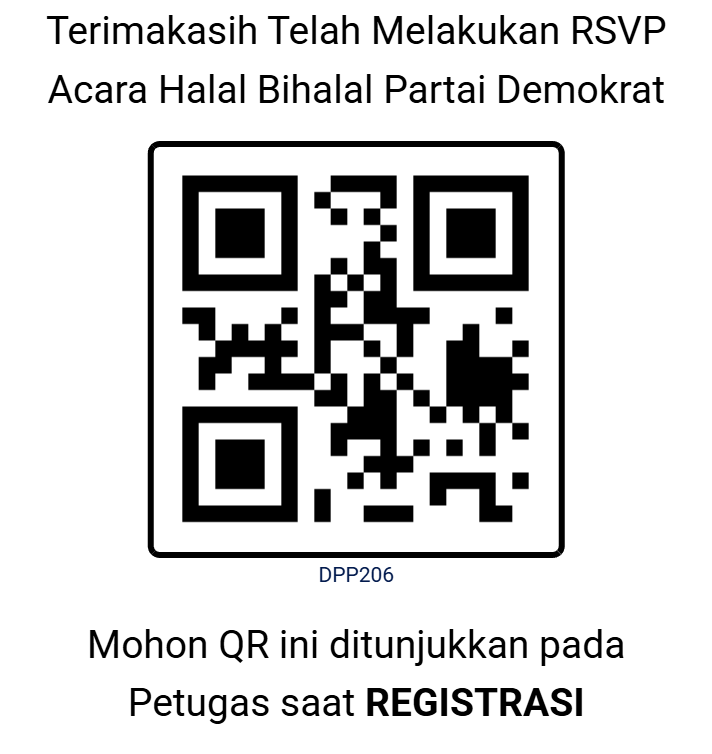 Terimakasih Telah Melakukan RSVP
Acara Halal Bihalal Partai Demokrat
DPP206
Mohon QR ini ditunjukkan pada
Petugas saat REGISTRASI